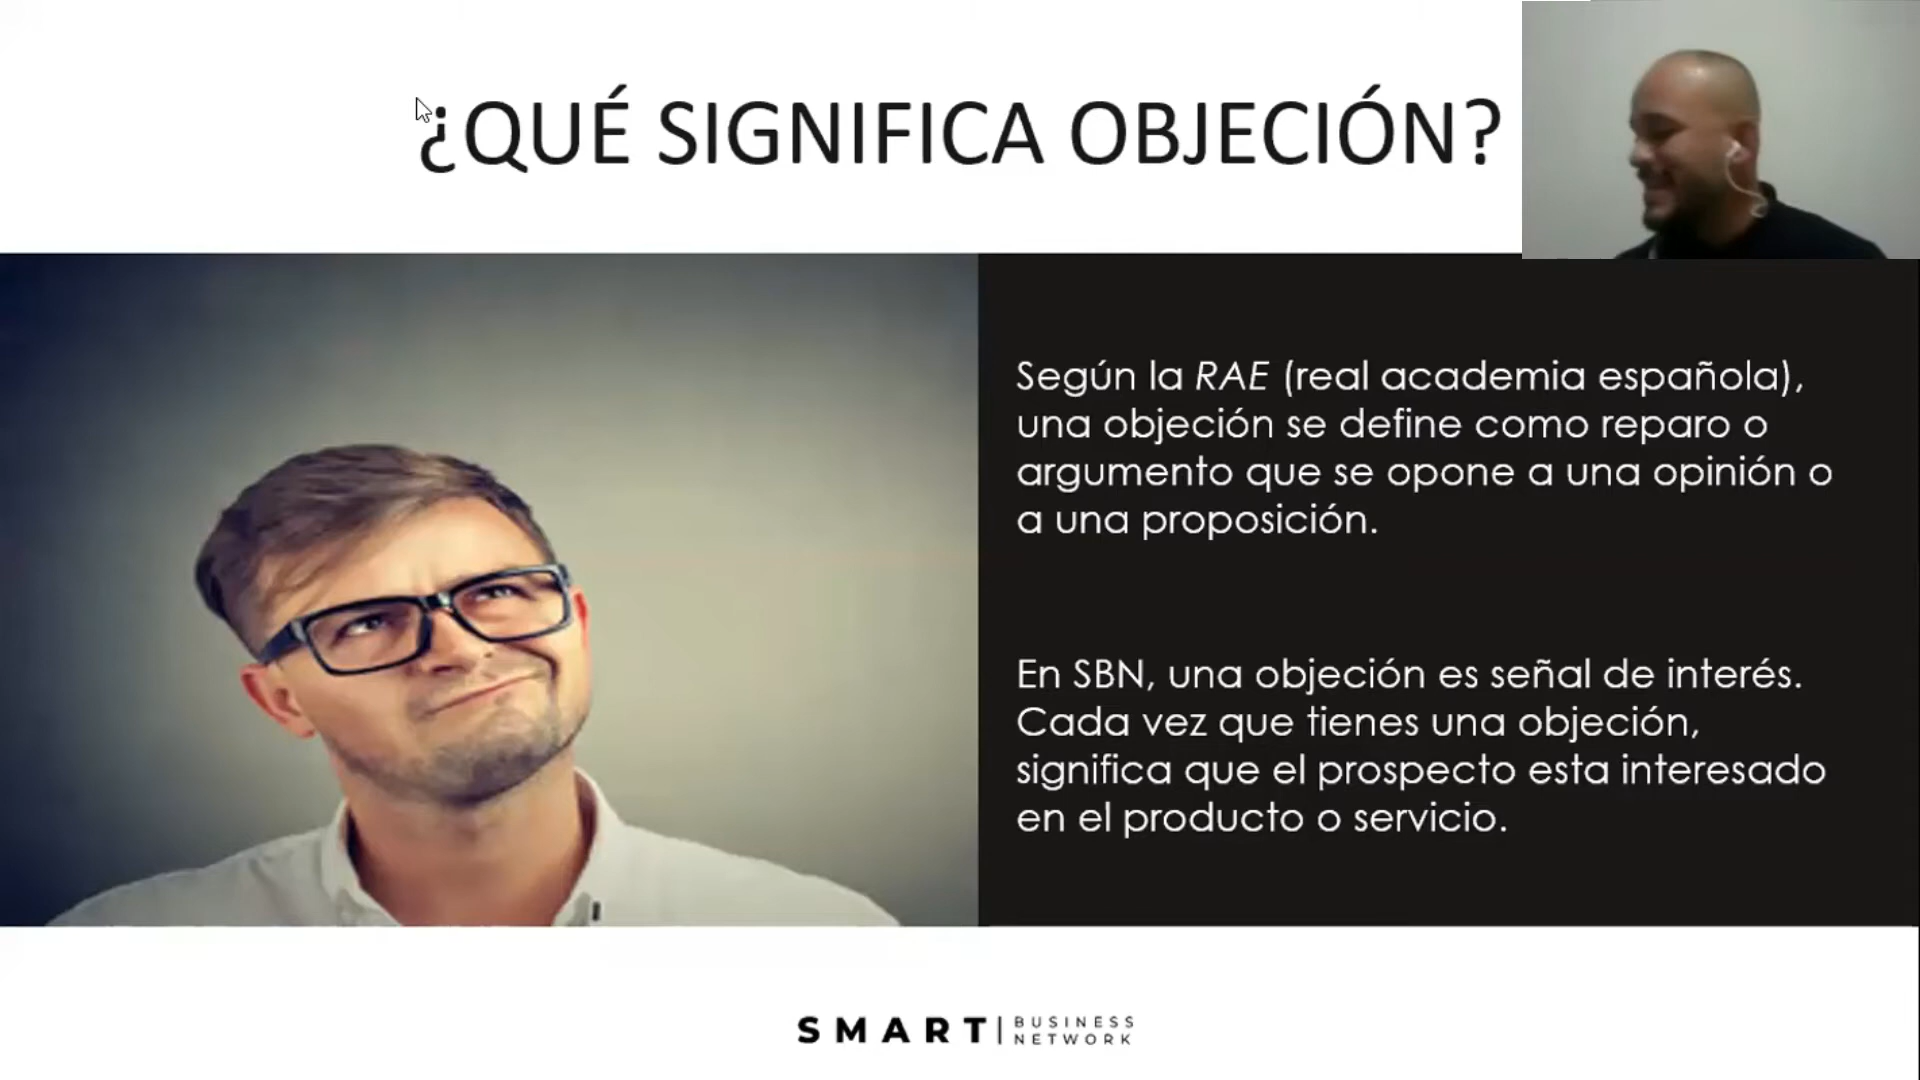 ¿QUÉ SIGNIFICA OBJECIÓN?
Según la RAE (real academia española),
una objeción se define como reparo o
argumento que se opone a una opinión o
a una proposición.
En SBN, una objeción es señal de interés.
Cada vez que tienes una objeción,
significa que el prospecto esta interesado
en el producto o servicio.
SMART | BUSINESS
NETWORK